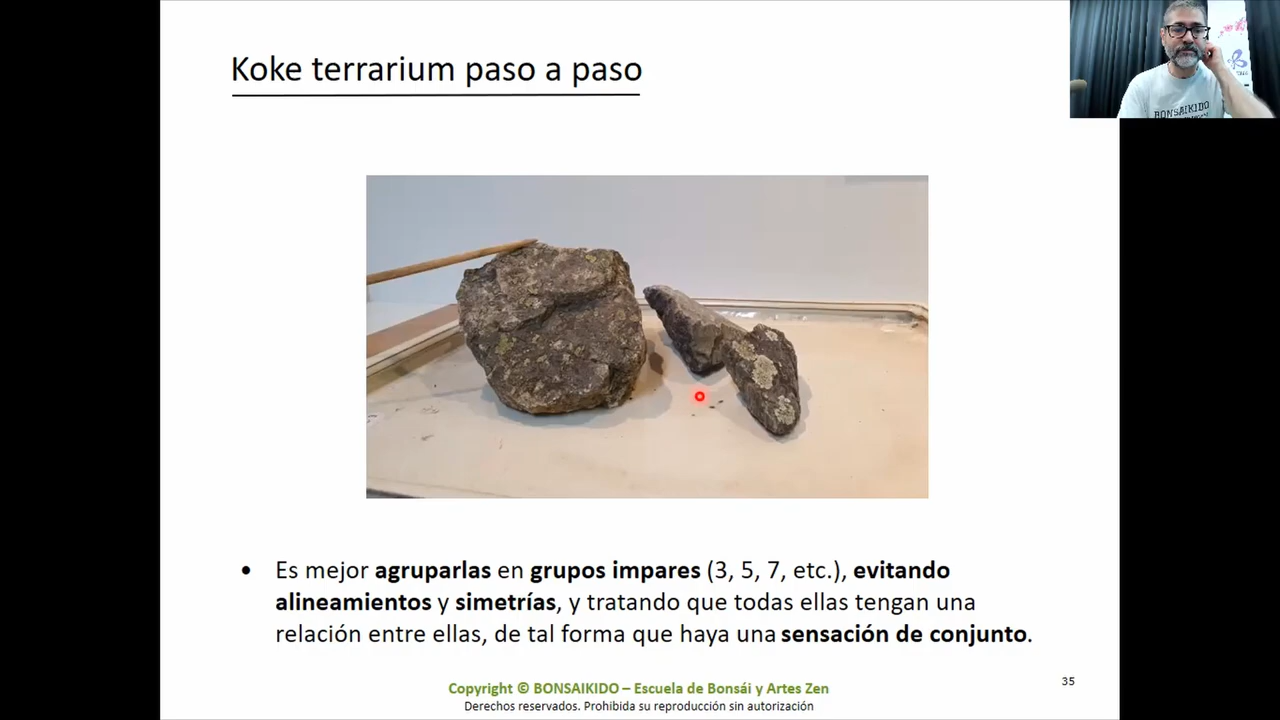 Koke terrarium paso a paso
BONSAIKIDO
• Es mejor agruparlas en grupos impares (3, 5, 7, etc.), evitando
alineamientos y simetrías, y tratando que todas ellas tengan una
relación entre ellas, de tal forma que haya una sensación de conjunto.
35
Copyright © BONSAIKIDO – Escuela de Bonsái y Artes Zen
Derechos reservados. Prohibida su reproducción sin autorización